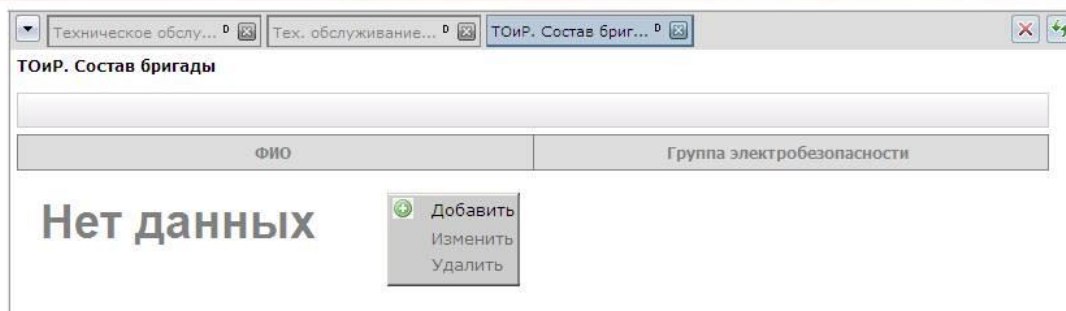 Техническое обслу... D Тех. обслуживание... D ТОиР. Состав бриг... D
ТОиР. Состав бригады
ФИО Группа электробезопасности
Нет данных
Добавить
Изменить
Удалить